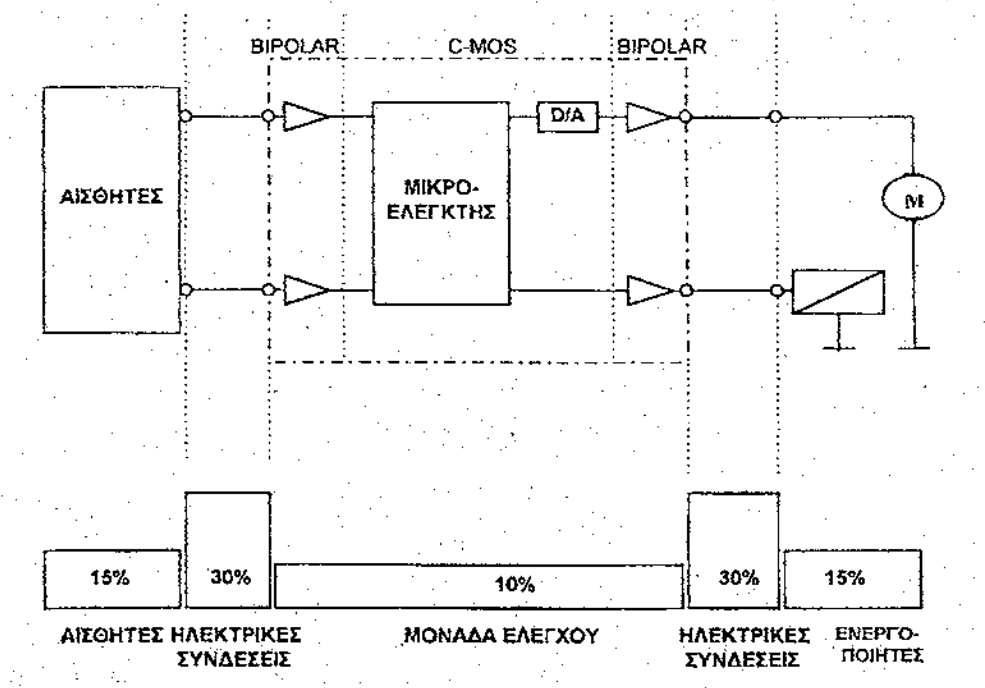 BIPOLAR C-MOS BIPOLAR
D/A
ΑΙΣΘΗΤΕΣ
ΜΙΚΡΟ-
ΕΛΕΓΚΤΗΣ
M
15% 30% 10% 30% 15%
ΑΙΣΘΗΤΕΣ ΗΛΕΚΤΡΙΚΕΣ
ΣΥΝΔΕΣΕΙΣ
ΜΟΝΑΔΑ ΕΛΕΓΧΟΥ
ΗΛΕΚΤΡΙΚΕΣ
ΣΥΝΔΕΣΕΙΣ
ΕΝΕΡΓΟ-
ΠΟΙΗΤΕΣ